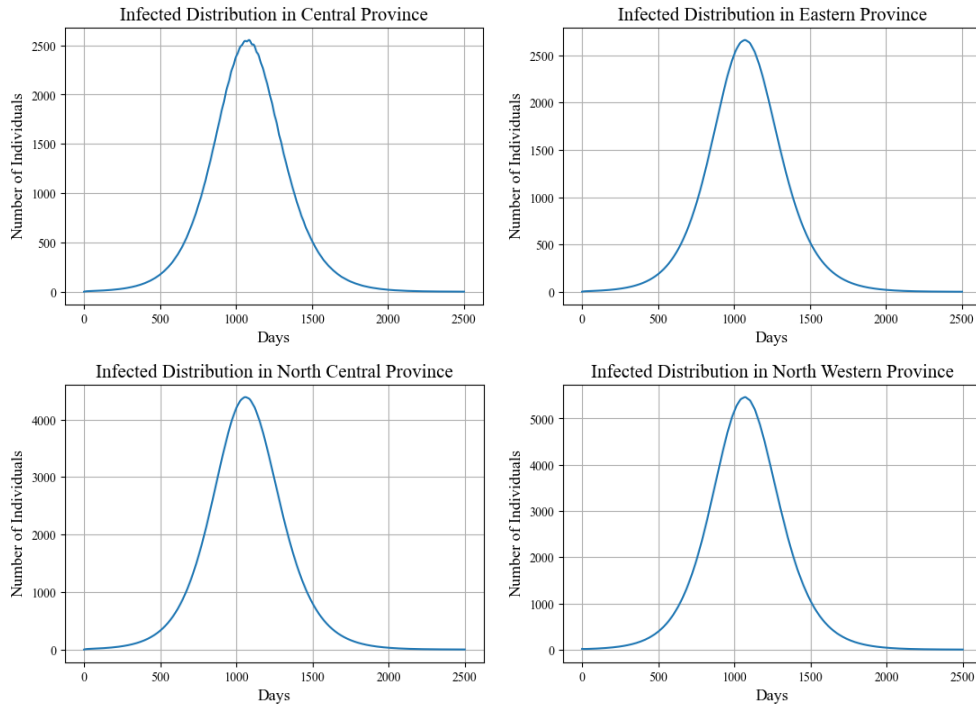 Infected Distribution in Central Province
Number of Individuals
2500
2000
1500
1000
500
0
0 500 1000 1500 2000 2500
Days
Infected Distribution in Eastern Province
Number of Individuals
2500
2000
1500
1000
500
0
0 500 1000 1500 2000 2500
Days
Infected Distribution in North Central Province
Number of Individuals
4000
3000
2000
1000
0
0 500 1000 1500 2000 2500
Days
Infected Distribution in North Western Province
Number of Individuals
5000
4000
3000
2000
1000
0
0 500 1000 1500 2000 2500
Days